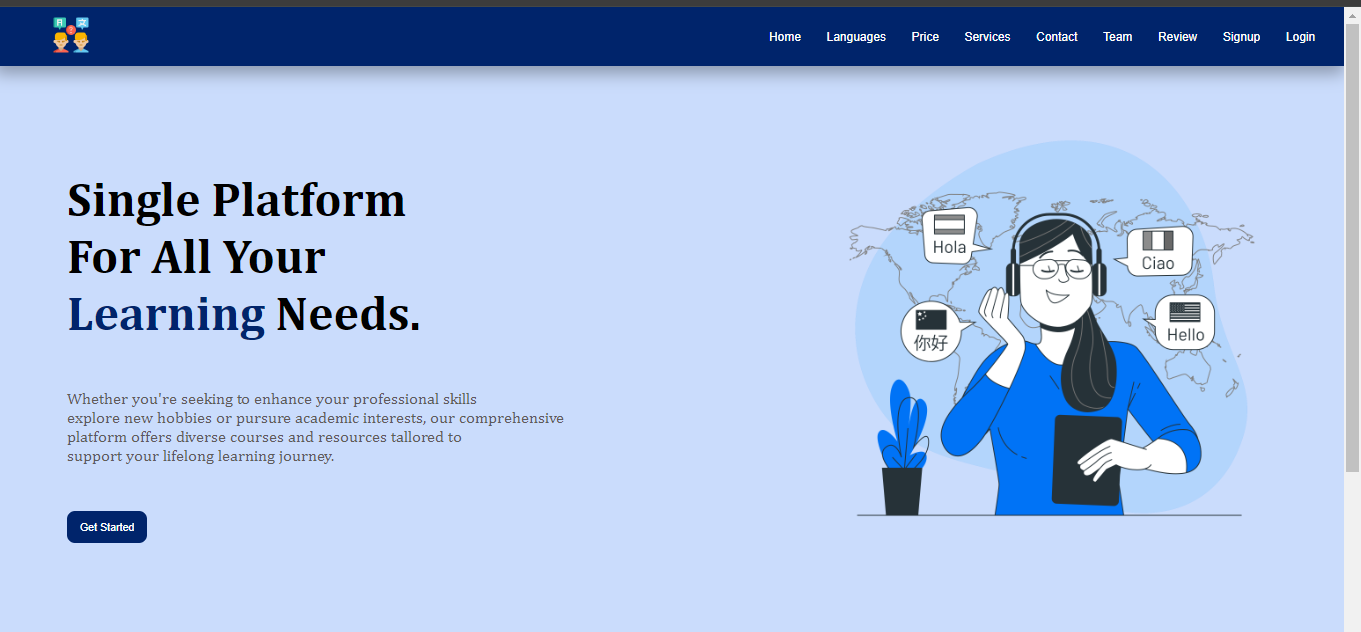 Home Languages Price Services Contact Team Review Signup Login
Single Platform
For All Your
Learning Needs.
Whether you're seeking to enhance your professional skills
explore new hobbies or pursure academic interests, our comprehensive
platform offers diverse courses and resources tallored to
support your lifelong learning journey.
Get Started
Hola
Ciao
你好
Hello